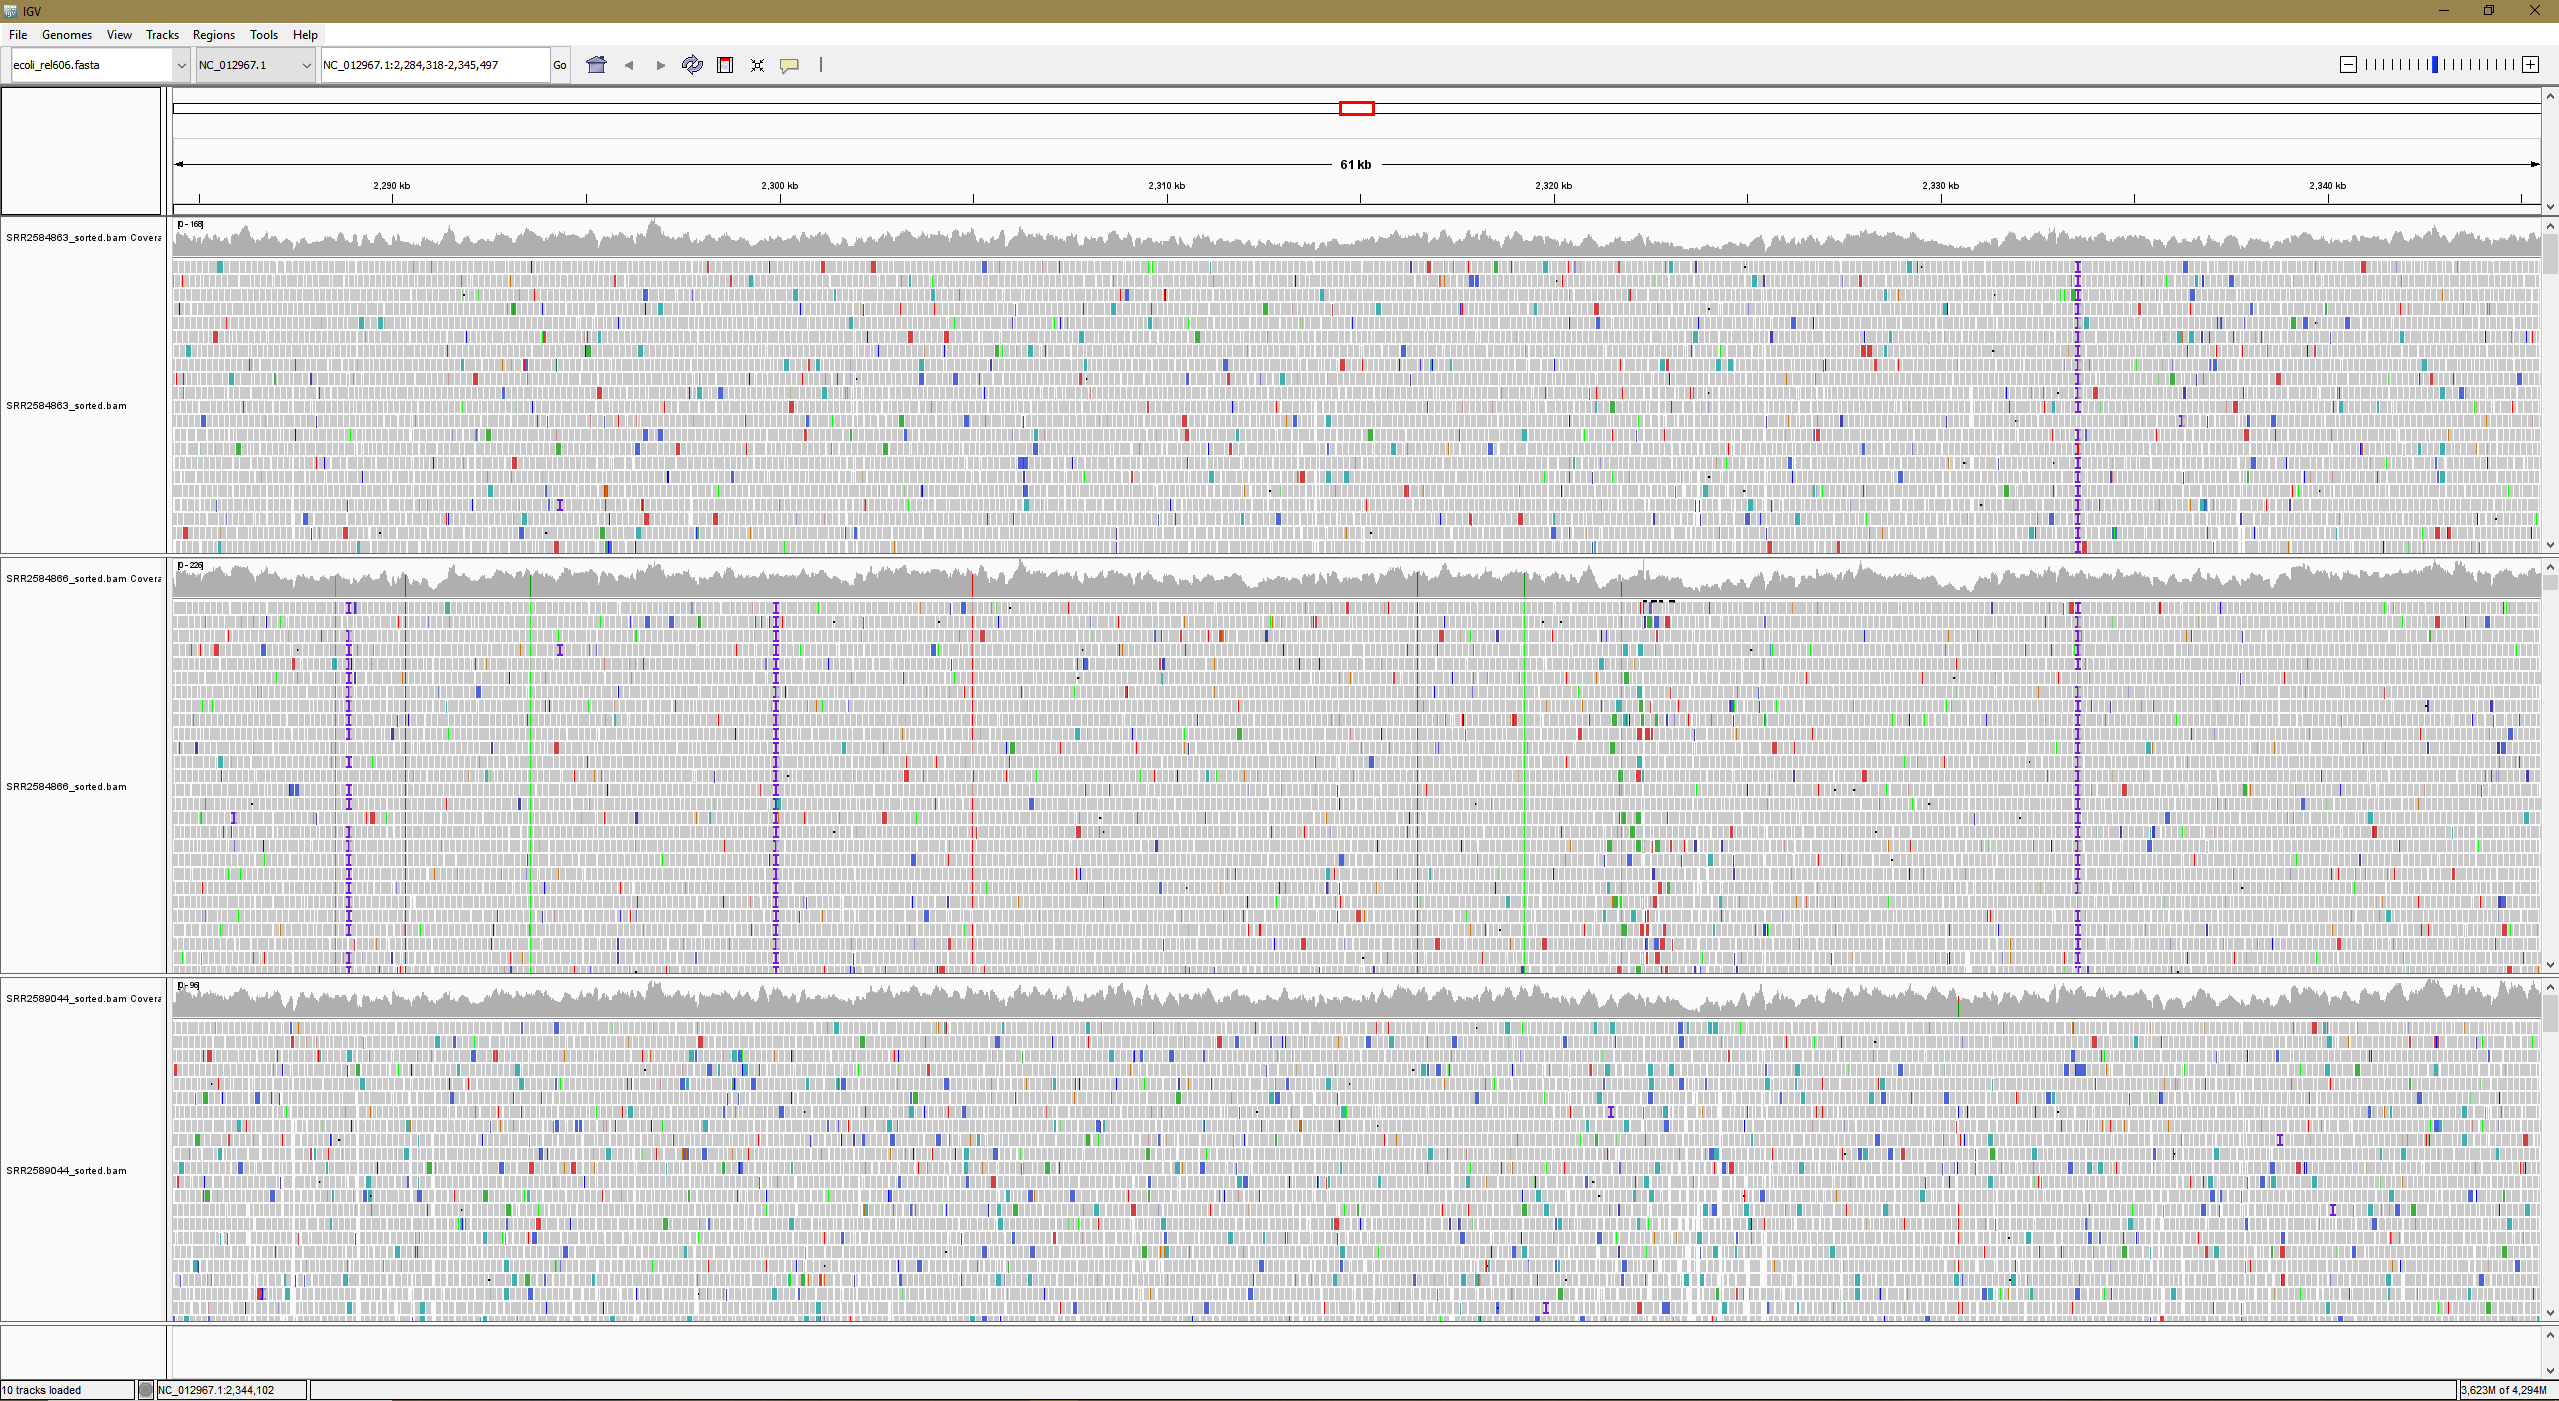 IGV
File Genomes View Tracks Regions Tools Help
ecoli_rel606.fasta NC_012967.1 NC_012967.1:2,284,318-2,345,497 Go
61 kb
2,290 kb 2,300 kb 2,310 kb 2,320 kb 2,330 kb 2,340 kb
[0 - 168]
SRR2584863_sorted.bam Covera
SRR2584863_sorted.bam
[0 - 226]
SRR2584866_sorted.bam Covera
SRR2584866_sorted.bam
[0 - 96]
SRR2589044_sorted.bam Covera
SRR2589044_sorted.bam
10 tracks loaded NC_012967.1:2,344,102 3,623M of 4,294M